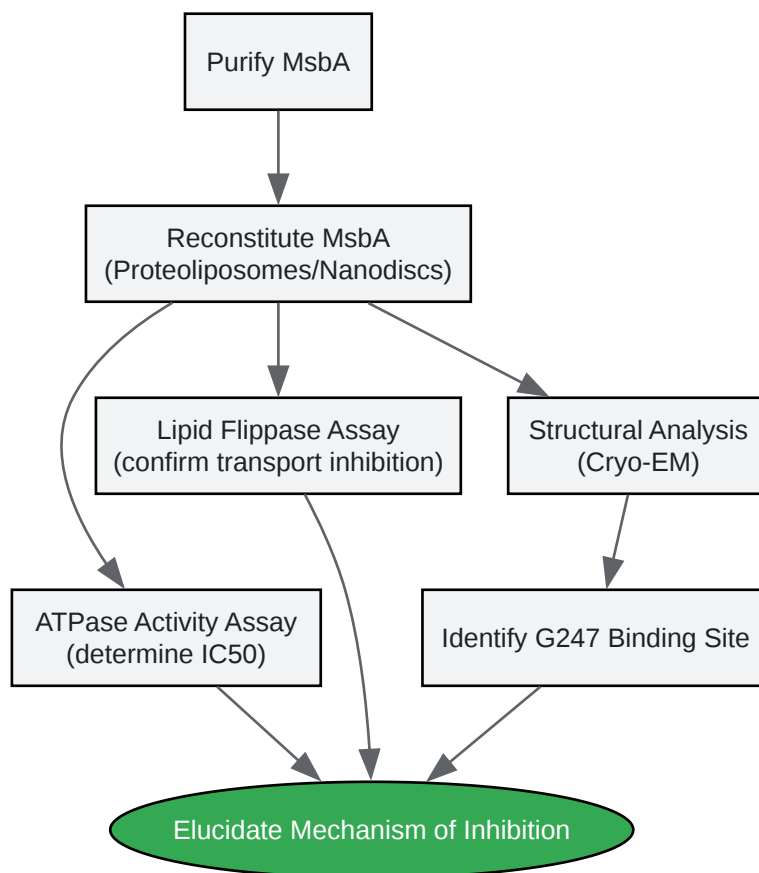 Purify MsbA
Reconstitute MsbA
(Proteoliposomes/Nanodiscs)
Lipid Flippase Assay
(confirm transport inhibition)
Structural Analysis
(Cryo-EM)
ATPase Activity Assay
(determine IC50)
Identify G247 Binding Site
Elucidate Mechanism of Inhibition